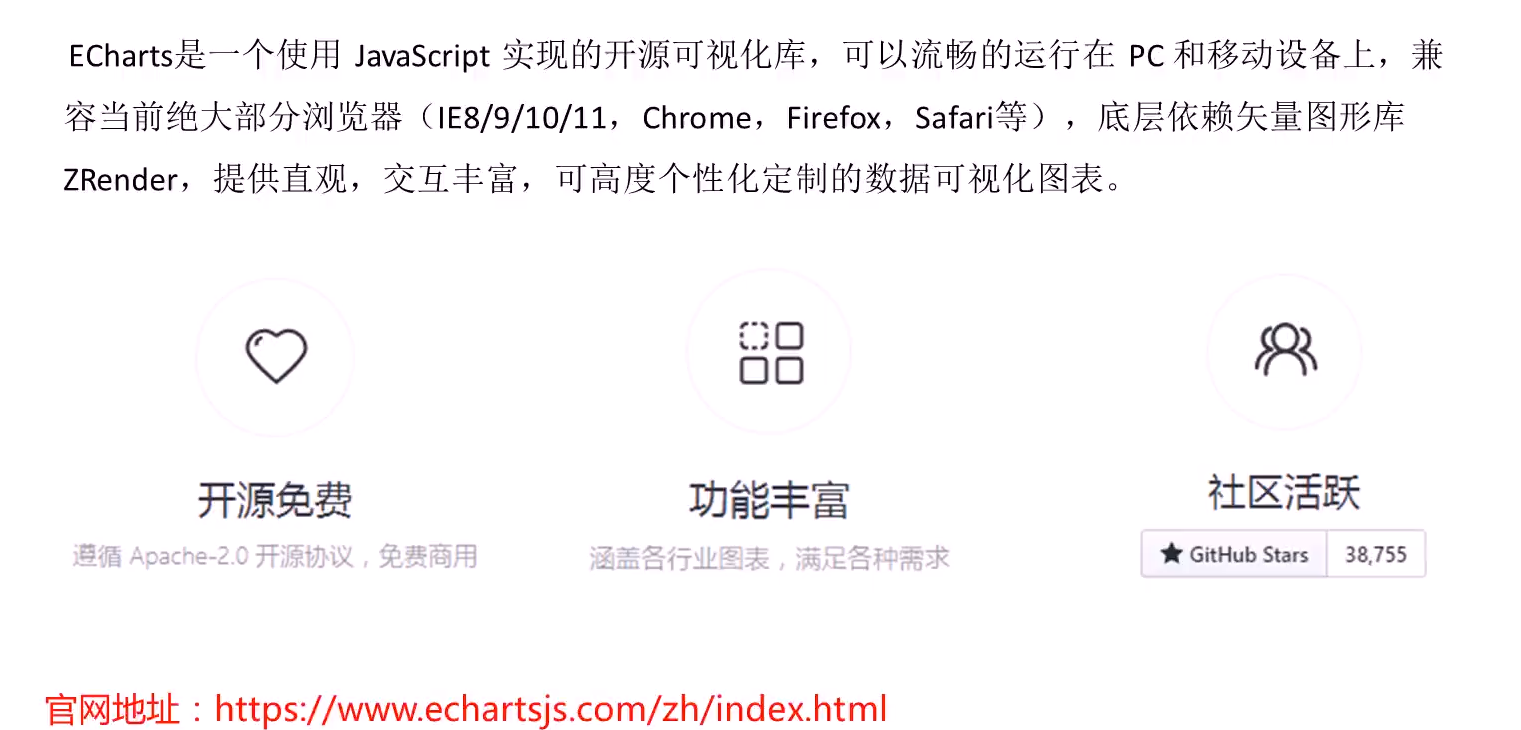 ECharts是一个使用 JavaScript 实现的开源可视化库，可以流畅的运行在 PC 和移动设备上，兼
容当前绝大部分浏览器（IE8/9/10/11，Chrome，Firefox，Safari等），底层依赖矢量图形库
ZRender，提供直观，交互丰富，可高度个性化定制的数据可视化图表。
开源免费
遵循 Apache-2.0 开源协议，免费商用
功能丰富
涵盖各行业图表，满足各种需求
社区活跃
GitHub Stars 38,755
官网地址：https://www.echartsjs.com/zh/index.html